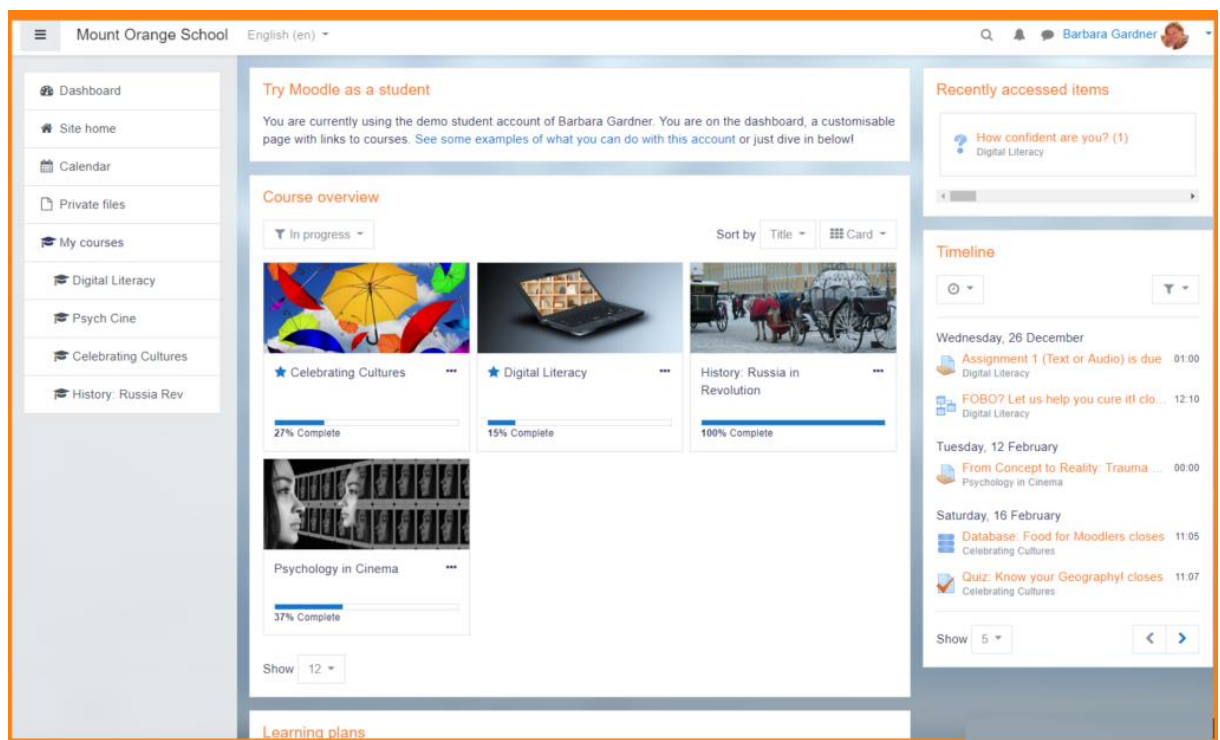 Mount Orange School English (en)
Barbara Gardner
Dashboard
Site home
Calendar
Private files
My courses
Digital Literacy
Psych Cine
Celebrating Cultures
History: Russia Rev
Try Moodle as a student
You are currently using the demo student account of Barbara Gardner. You are on the dashboard, a customisable
page with links to courses. See some examples of what you can do with this account or just dive in below!
Course overview
In progress
Sort by Title Card
Celebrating Cultures ...
27% Complete
Digital Literacy ...
15% Complete
History: Russia in ...
Revolution
100% Complete
Psychology in Cinema ...
37% Complete
Show 12
Learning plans
Recently accessed items
How confident are you? (1)
Digital Literacy
Timeline
Wednesday, 26 December
Assignment 1 (Text or Audio) is due 01:00
Digital Literacy
FOBO? Let us help you cure it! clo... 12:10
Digital Literacy
Tuesday, 12 February
From Concept to Reality: Trauma ... 00:00
Psychology in Cinema
Saturday, 16 February
Database: Food for Moodlers closes 11:05
Celebrating Cultures
Quiz: Know your Geography! closes 11:07
Celebrating Cultures
Show 5